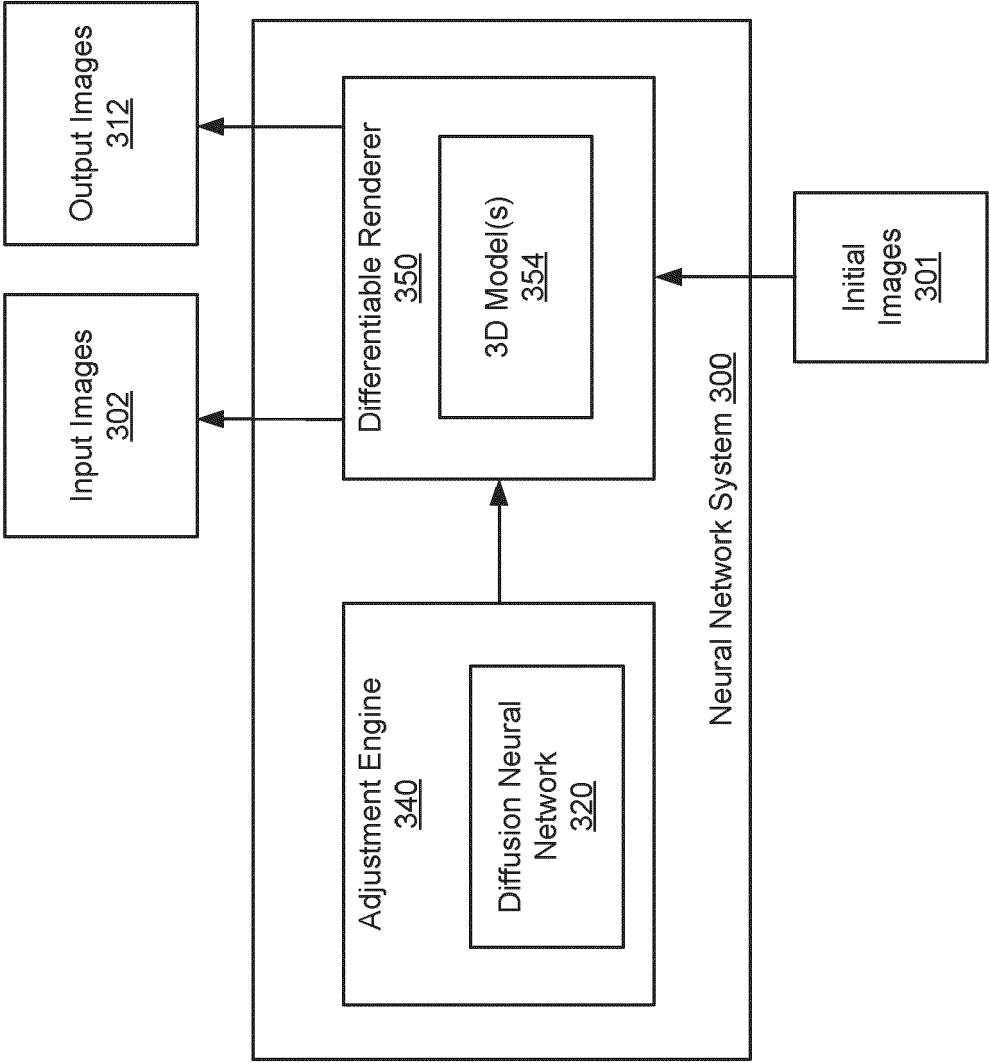 Adjustment Engine
340
Diffusion Neural
Network
320
Differentiable Renderer
350
3D Model(s)
354
Input Images
302
Output Images
312
Neural Network System 300
Initial
Images
301